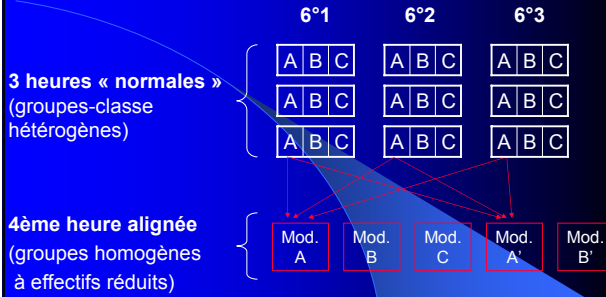 6°1 6°2 6°3
A B C A B C A B C
3 heures « normales »
(groupes-classe
hétérogènes)
A B C A B C A B C
A B C A B C A B C
4ème heure alignée
(groupes homogènes
à effectifs réduits)
Mod. Mod. Mod. Mod. Mod.
A B C A’ B’